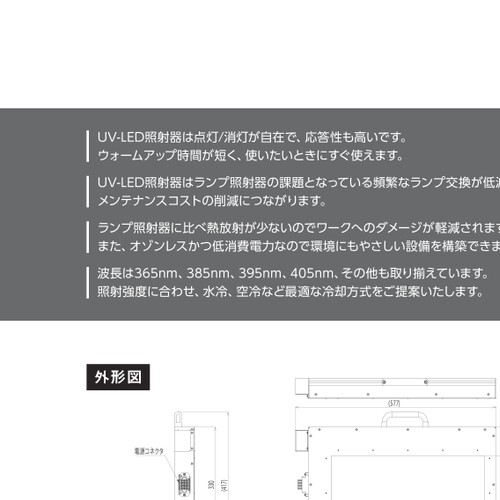 UV-LED照射器は点灯/消灯が自在で、応答性も高いです。
ウォームアップ時間が短く、使いたいときにすぐ使えます。
UV-LED照射器はランプ照射器の課題となっている頻繁なランプ交換が低減
メンテナンスコストの削減につながります。
ランプ照射器に比べ熱放射が少ないのでワークへのダメージが軽減されます
また、オゾンレスかつ低消費電力なので環境にもやさしい設備を構築できま
波長は365nm、385nm、395nm、405nm、その他も取り揃えています。
照射強度に合わせ、水冷、空冷など最適な冷却方式をご提案いたします。
外形図
(577)
電源コネクタ
330
(417)